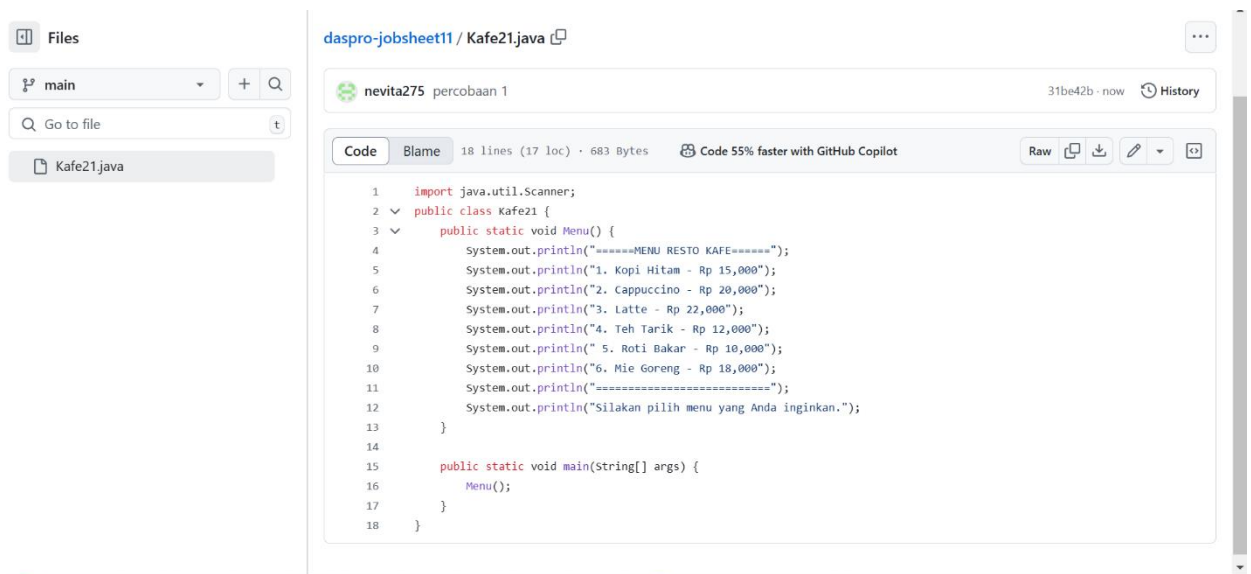 Files
main
Go to file
t
Kafe21.java
daspro-jobsheet11 / Kafe21.java
nevita275 percobaan 1
31be42b · now
History
Code
Blame
18 lines (17 loc) · 683 Bytes
Code 55% faster with GitHub Copilot
Raw
1 import java.util.Scanner;
2 public class Kafe21 {
3 public static void Menu() {
4 System.out.println("======MENU RESTO KAFE======");
5 System.out.println("1. Kopi Hitam - Rp 15,000");
6 System.out.println("2. Cappuccino - Rp 20,000");
7 System.out.println("3. Latte - Rp 22,000");
8 System.out.println("4. Teh Tarik - Rp 12,000");
9 System.out.println(" 5. Roti Bakar - Rp 10,000");
10 System.out.println("6. Mie Goreng - Rp 18,000");
11 System.out.println("===========================");
12 System.out.println("Silakan pilih menu yang Anda inginkan.");
13 }
14
15 public static void main(String[] args) {
16 Menu();
17 }
18 }